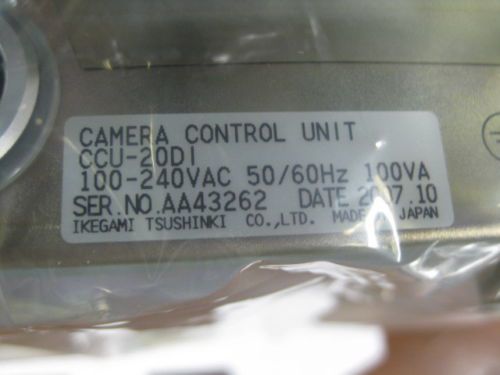 CAMERA CONTROL UNIT
CCU-20DI
100-240VAC 50/60Hz 100VA
SER.NO.AA43262 DATE 2007.10
IKEGAMI TSUSHINKI CO.,LTD. MADE IN JAPAN